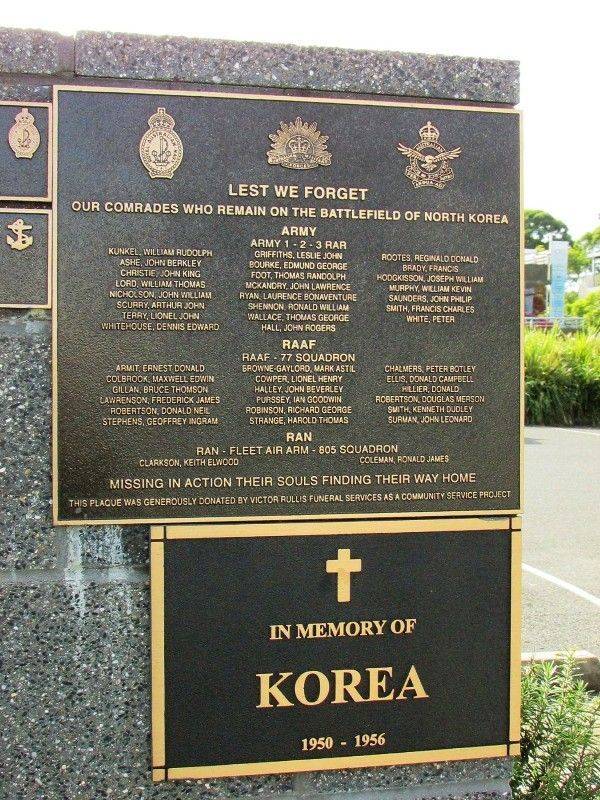 LEST WE FORGET
OUR COMRADES WHO REMAIN ON THE BATTLEFIELD OF NORTH KOREA
ARMY
ARMY 1 - 2 - 3 RAR
KUNKEL, WILLIAM RUDOLPH
ASHE, JOHN BERKLEY
CHRISTIE, JOHN KING
LORD, WILLIAM THOMAS
NICHOLSON, JOHN WILLIAM
SCURRY, ARTHUR JOHN
TERRY, LIONEL JOHN
WHITEHOUSE, DENNIS EDWARD
GRIFFITHS, LESLIE JOHN
BOURKE, EDMUND GEORGE
FOOT, THOMAS RANDOLPH
MCKANDRY, JOHN LAWRENCE
RYAN, LAURENCE BONAVENTURE
SHENNON, RONALD WILLIAM
WALLACE, THOMAS GEORGE
HALL, JOHN ROGERS
ROOTES, REGINALD DONALD
BRADY, FRANCIS
HODGKISSON, JOSEPH WILLIAM
MURPHY, WILLIAM KEVIN
SAUNDERS, JOHN PHILIP
SMITH, FRANCIS CHARLES
WHITE, PETER
RAAF
RAAF - 77 SQUADRON
ARMIT, ERNEST DONALD
COLBROOK, MAXWELL EDWIN
GILLAN, BRUCE THOMSON
LAWRENSON, FREDERICK JAMES
ROBERTSON, DONALD NEIL
STEPHENS, GEOFFREY INGRAM
BROWNE-GAYLORD, MARK ASTIL
COWPER, LIONEL HENRY
HALLEY, JOHN BEVERLEY
PURSSEY, IAN GOODWIN
ROBINSON, RICHARD GEORGE
STRANGE, HAROLD THOMAS
CHALMERS, PETER BOTLEY
ELLIS, DONALD CAMPBELL
HILLIER, DONALD
ROBERTSON, DOUGLAS MERSON
SMITH, KENNETH DUDLEY
SURMAN, JOHN LEONARD
RAN
RAN - FLEET AIR ARM - 805 SQUADRON
CLARKSON, KEITH ELWOOD
COLEMAN, RONALD JAMES
MISSING IN ACTION THEIR SOULS FINDING THEIR WAY HOME
THIS PLAQUE WAS GENEROUSLY DONATED BY VICTOR RULLIS FUNERAL SERVICES AS A COMMUNITY SERVICE PROJECT
IN MEMORY OF
KOREA
1950 - 1956